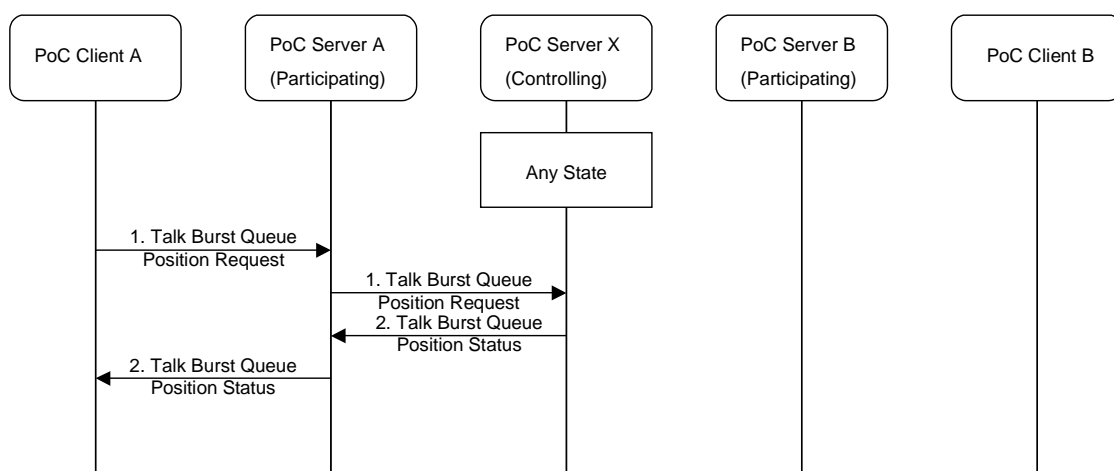 PoC Client A
PoC Server A
(Participating)
PoC Server X
(Controlling)
PoC Server B
(Participating)
PoC Client B
Any State
1. Talk Burst Queue
Position Request
1. Talk Burst Queue
Position Request
2. Talk Burst Queue
Position Status
2. Talk Burst Queue
Position Status